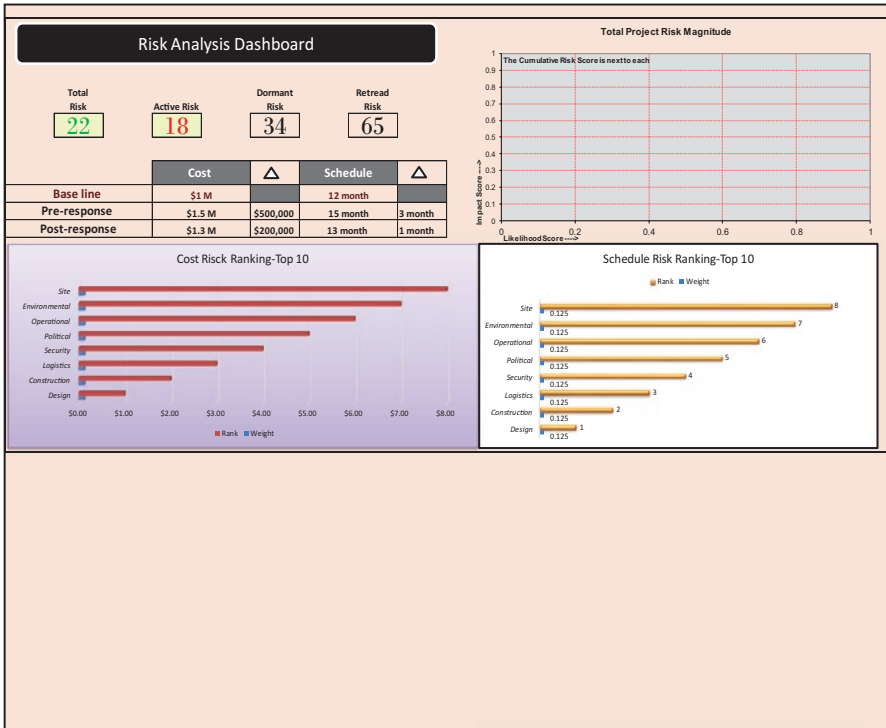 Risk Analysis Dashboard
Total Risk
Active Risk
Dormant Risk
Retread Risk
22
18
34
65
Cost △ Schedule △
Base line $1 M 12 month
Pre-response $1.5 M $500,000 15 month 3 month
Post-response $1.3 M $200,000 13 month 1 month
Total Project Risk Magnitude
The Cumulative Risk Score is next to each
1
0.9
0.8
0.7
0.6
0.5
0.4
0.3
0.2
0.1
0
Impact Score ---->
0 0.2 0.4 0.6 0.8 1
Likelihood Score ---->
Cost Risck Ranking-Top 10
Site
Environmental
Operational
Political
Security
Logistics
Construction
Design
$0.00 $1.00 $2.00 $3.00 $4.00 $5.00 $6.00 $7.00 $8.00
Rank Weight
Schedule Risk Ranking-Top 10
Rank Weight
Site 8
0.125
Environmental 7
0.125
Operational 6
0.125
Political 5
0.125
Security 4
0.125
Logistics 3
0.125
Construction 2
0.125
Design 1
0.125